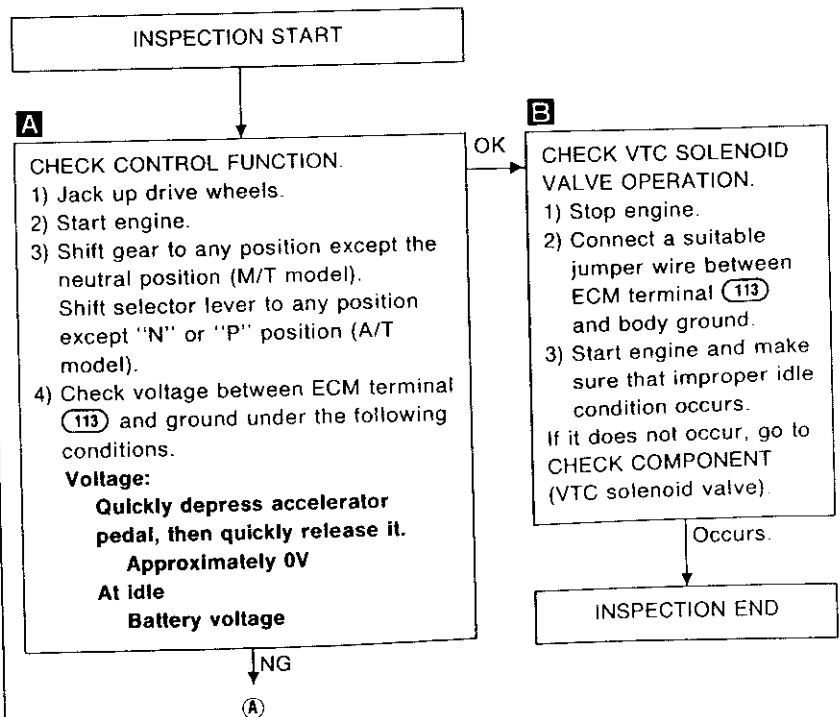 INSPECTION START
A
CHECK CONTROL FUNCTION.
1) Jack up drive wheels.
2) Start engine.
3) Shift gear to any position except the
neutral position (M/T model).
Shift selector lever to any position
except "N" or "P" position (A/T
model).
4) Check voltage between ECM terminal
113 and ground under the following
conditions.
Voltage:
Quickly depress accelerator
pedal, then quickly release it.
Approximately 0V
At idle
Battery voltage
OK
NG
A
B
CHECK VTC SOLENOID
VALVE OPERATION.
1) Stop engine.
2) Connect a suitable
jumper wire between
ECM terminal 113
and body ground.
3) Start engine and make
sure that improper idle
condition occurs.
If it does not occur, go to
CHECK COMPONENT
(VTC solenoid valve).
Occurs.
INSPECTION END